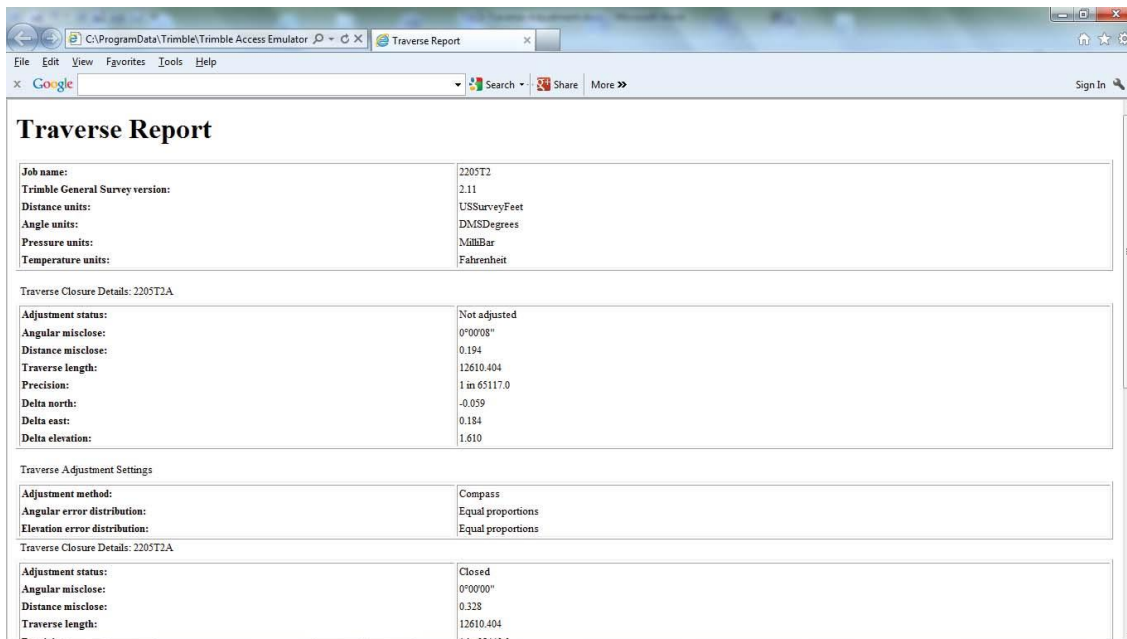 C:\ProgramData\Trimble\Trimble Access Emulator
Traverse Report
File Edit View Favorites Tools Help
x Google Search Share More >> Sign In
Traverse Report
Job name: 2205T2
Trimble General Survey version: 2.11
Distance units: USSurveyFeet
Angle units: DMSDegrees
Pressure units: MilliBar
Temperature units: Fahrenheit
Traverse Closure Details: 2205T2A
Adjustment status: Not adjusted
Angular misclose: 0°00'08"
Distance misclose: 0.194
Traverse length: 12610.404
Precision: 1 in 65117.0
Delta north: -0.059
Delta east: 0.184
Delta elevation: 1.610
Traverse Adjustment Settings
Adjustment method: Compass
Angular error distribution: Equal proportions
Elevation error distribution: Equal proportions
Traverse Closure Details: 2205T2A
Adjustment status: Closed
Angular misclose: 0°00'00"
Distance misclose: 0.328
Traverse length: 12610.404